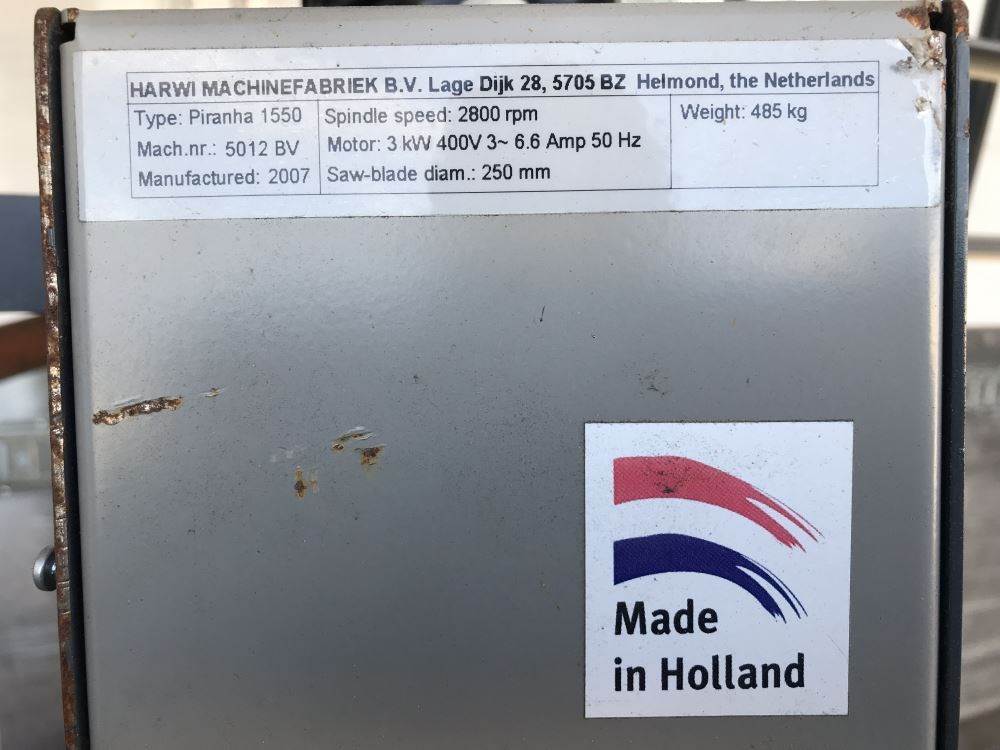 HARWI MACHINEFABRIEK B.V. Lage Dijk 28, 5705 BZ Helmond, the Netherlands
Type: Piranha 1550 Spindle speed: 2800 rpm Weight: 485 kg
Mach.nr.: 5012 BV Motor: 3 kW 400V 3~ 6.6 Amp 50 Hz
Manufactured: 2007 Saw-blade diam.: 250 mm
Made
in Holland